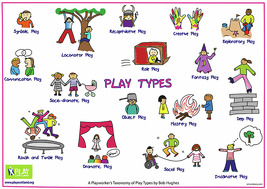 Symbolic Play
Recapitulative Play
Creative Play
Exploratory Play
Locomotor Play
Role Play
Communication Play
Fantasy Play
Socio-dramatic Play
PLAY TYPES
Deep Play
Object Play
Mastery Play
Rough and Tumble Play
Dramatic Play
Social Play
Imaginative Play
PLAY
A Playworker's Taxonomy of Play Types by Bob Hughes